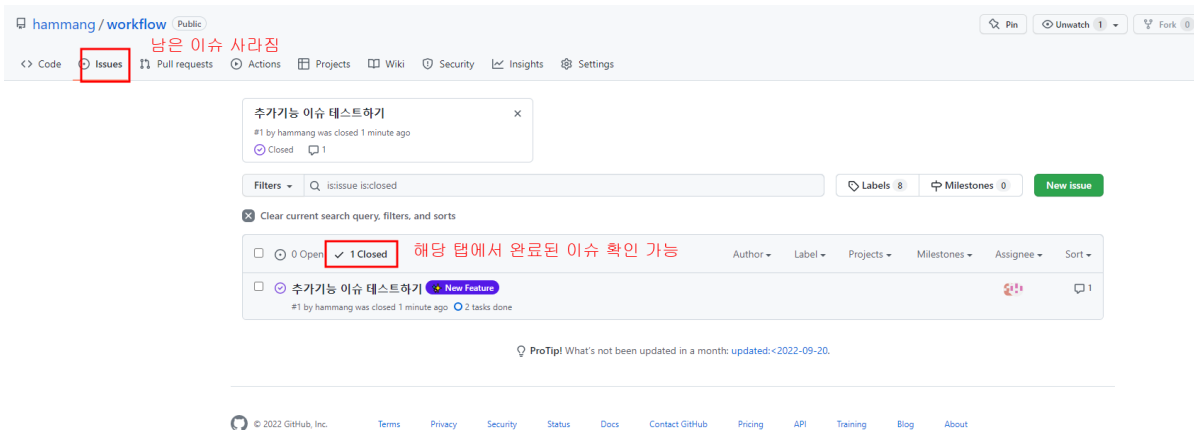 hammang / workflow Public
Pin Unwatch 1 Fork 0
남은 이슈 사라짐
Code Issues Pull requests Actions Projects Wiki Security Insights Settings
추가기능 이슈 테스트하기
#1 by hammang was closed 1 minute ago
Closed 1
Filters is:issue is:closed Labels 8 Milestones 0 New issue
Clear current search query, filters, and sorts
0 Open 1 Closed 해당 탭에서 완료된 이슈 확인 가능 Author Label Projects Milestones Assignee Sort
추가기능 이슈 테스트하기 New Feature 1
#1 by hammang was closed 1 minute ago 2 tasks done
ProTip! What's not been updated in a month: updated:<2022-09-20.
© 2022 GitHub, Inc. Terms Privacy Security Status Docs Contact GitHub Pricing API Training Blog About